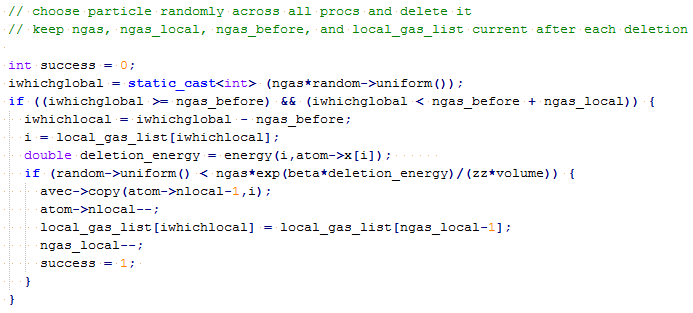 // choose particle randomly across all procs and delete it
// keep ngas, ngas_local, ngas_before, and local_gas_list current after each deletion
int success = 0;
iwhichglobal = static_cast<int> (ngas*random->uniform());
if ((iwhichglobal >= ngas_before) && (iwhichglobal < ngas_before + ngas_local)) {
iwhichlocal = iwhichglobal - ngas_before;
i = local_gas_list[iwhichlocal];
double deletion_energy = energy(i,atom->x[i]);
if (random->uniform() < ngas*exp(beta*deletion_energy)/(zz*volume)) {
avec->copy(atom->nlocal-1,i);
atom->nlocal--;
local_gas_list[iwhichlocal] = local_gas_list[ngas_local-1];
ngas_local--;
success = 1;
}
}